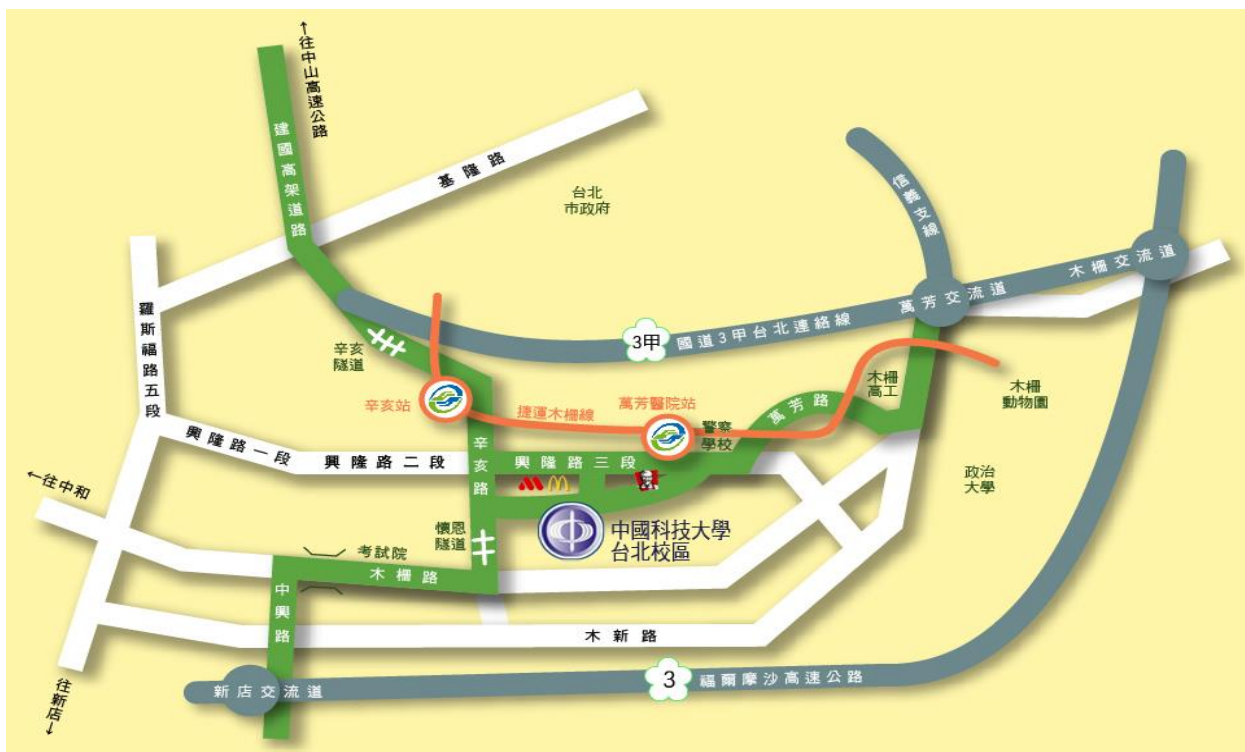 ↑往中山高速公路
建國高架道路
基隆路
台北
市政府
信義支線
木柵交流道
萬芳交流道
國道3甲台北連絡線
3甲
羅斯福路五段
辛亥
隧道
辛亥站
捷運木柵線
萬芳醫院站
警察
學校
萬芳路
木柵
高工
木柵
動物園
興隆路一段
興隆路二段
辛亥路
興隆路三段
政治
大學
←往中和
懷恩
隧道
中國科技大學
台北校區
KFC
考試院
木柵路
中興路
木新路
新店交流道
3
福爾摩沙高速公路
往新店↓